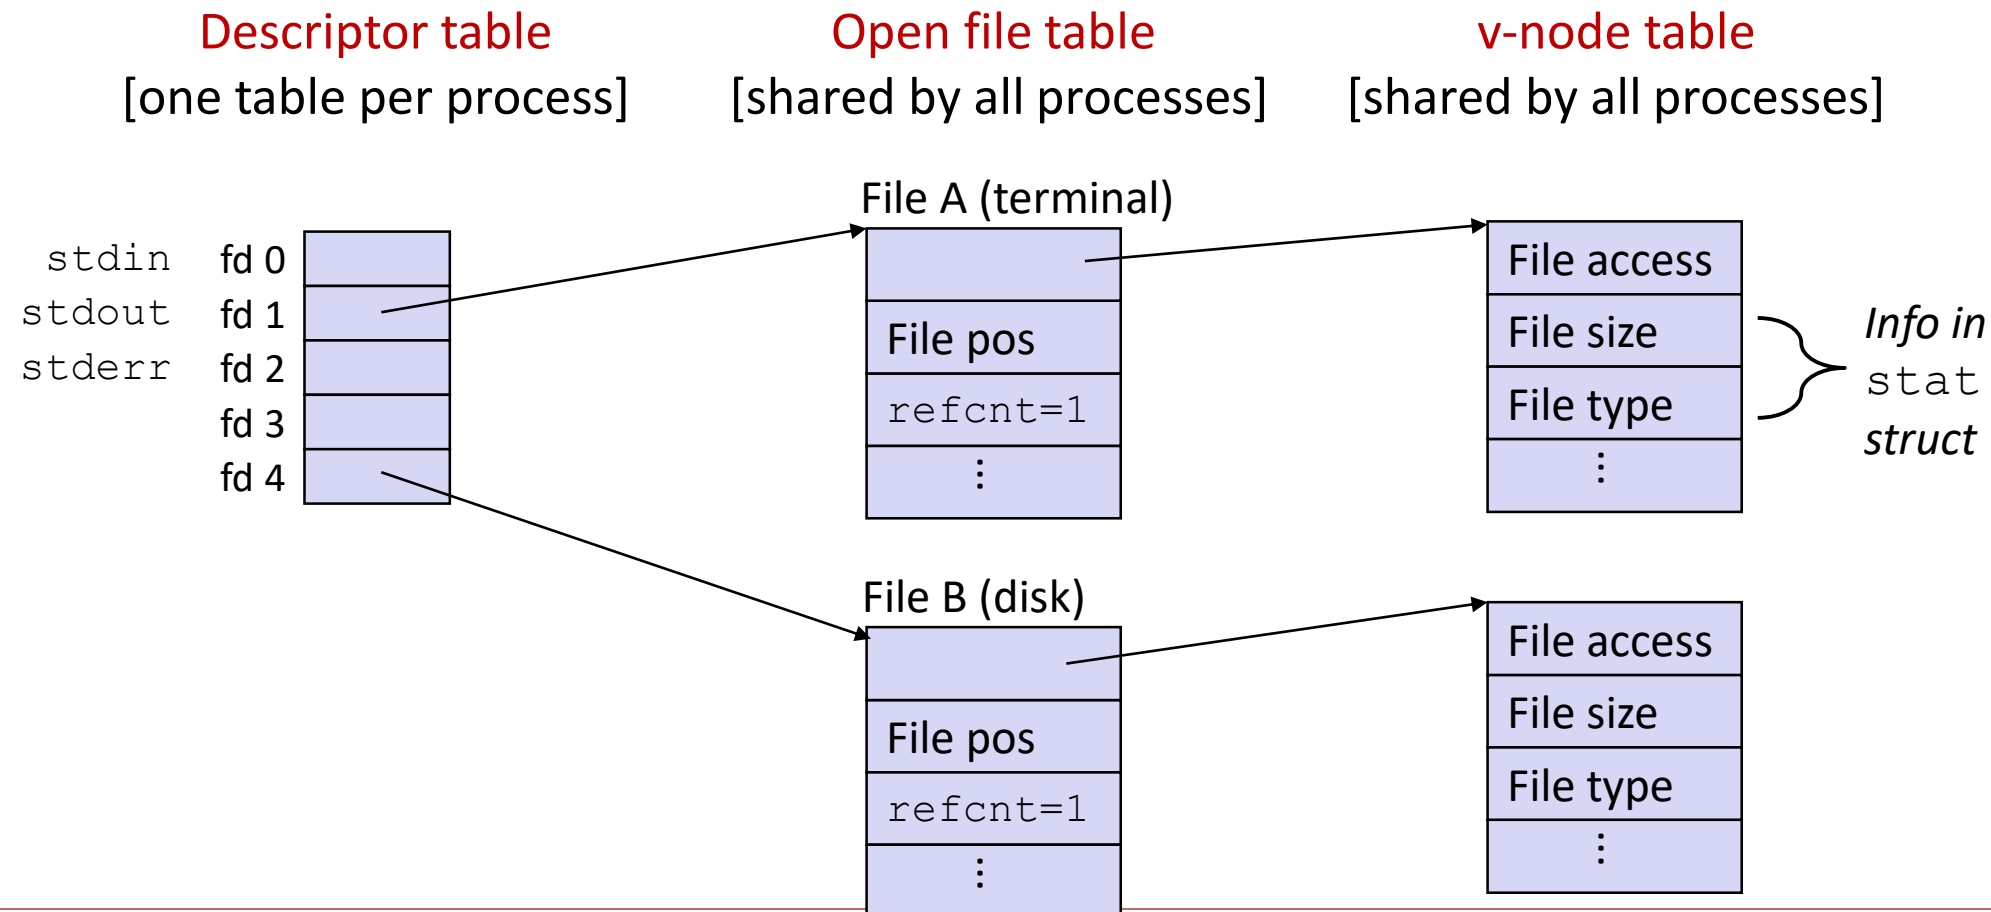 Descriptor table
[one table per process]
Open file table
[shared by all processes]
v-node table
[shared by all processes]
stdin fd 0
stdout fd 1
stderr fd 2
fd 3
fd 4
File A (terminal)
File pos
refcnt=1
⋮
File access
File size
File type
⋮
Info in
stat
struct
File B (disk)
File pos
refcnt=1
⋮
File access
File size
File type
⋮